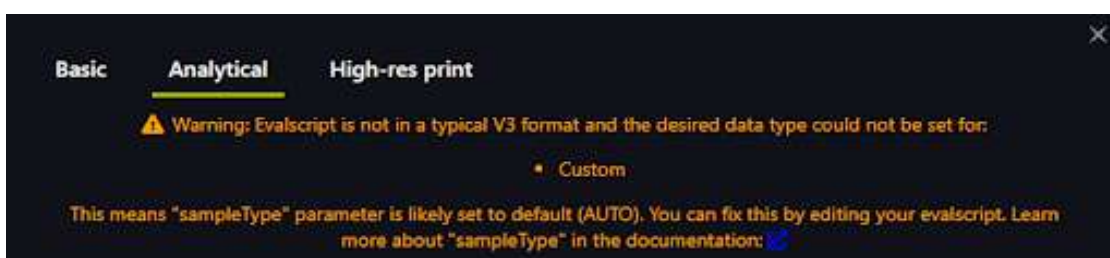 Basic Analytical High-res print
Warning: Evalscript is not in a typical V3 format and the desired data type could not be set for:
• Custom
This means "sampleType" parameter is likely set to default (AUTO). You can fix this by editing your evalscript. Learn
more about "sampleType" in the documentation: